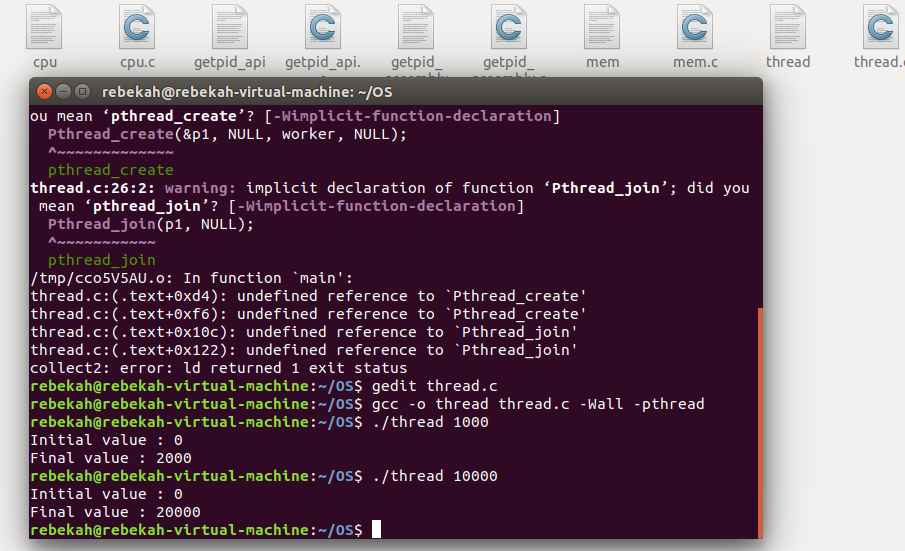 cpu
cpu.c
getpid_api
getpid_api.
getpid_
getpid_
mem
mem.c
thread
thread.
rebekah@rebekah-virtual-machine: ~/OS
ou mean ‘pthread_create’? [-Wimplicit-function-declaration]
Pthread_create(&p1, NULL, worker, NULL);
^~~~~~~~~~~~~~
pthread_create
thread.c:26:2: warning: implicit declaration of function ‘Pthread_join’; did you
mean ‘pthread_join’? [-Wimplicit-function-declaration]
Pthread_join(p1, NULL);
^~~~~~~~~~~~
pthread_join
/tmp/cco5V5AU.o: In function `main':
thread.c:(.text+0xd4): undefined reference to `Pthread_create'
thread.c:(.text+0xf6): undefined reference to `Pthread_create'
thread.c:(.text+0x10c): undefined reference to `Pthread_join'
thread.c:(.text+0x122): undefined reference to `Pthread_join'
collect2: error: ld returned 1 exit status
rebekah@rebekah-virtual-machine:~/OS$ gedit thread.c
rebekah@rebekah-virtual-machine:~/OS$ gcc -o thread thread.c -Wall -pthread
rebekah@rebekah-virtual-machine:~/OS$ ./thread 1000
Initial value : 0
Final value : 2000
rebekah@rebekah-virtual-machine:~/OS$ ./thread 10000
Initial value : 0
Final value : 20000
rebekah@rebekah-virtual-machine:~/OS$